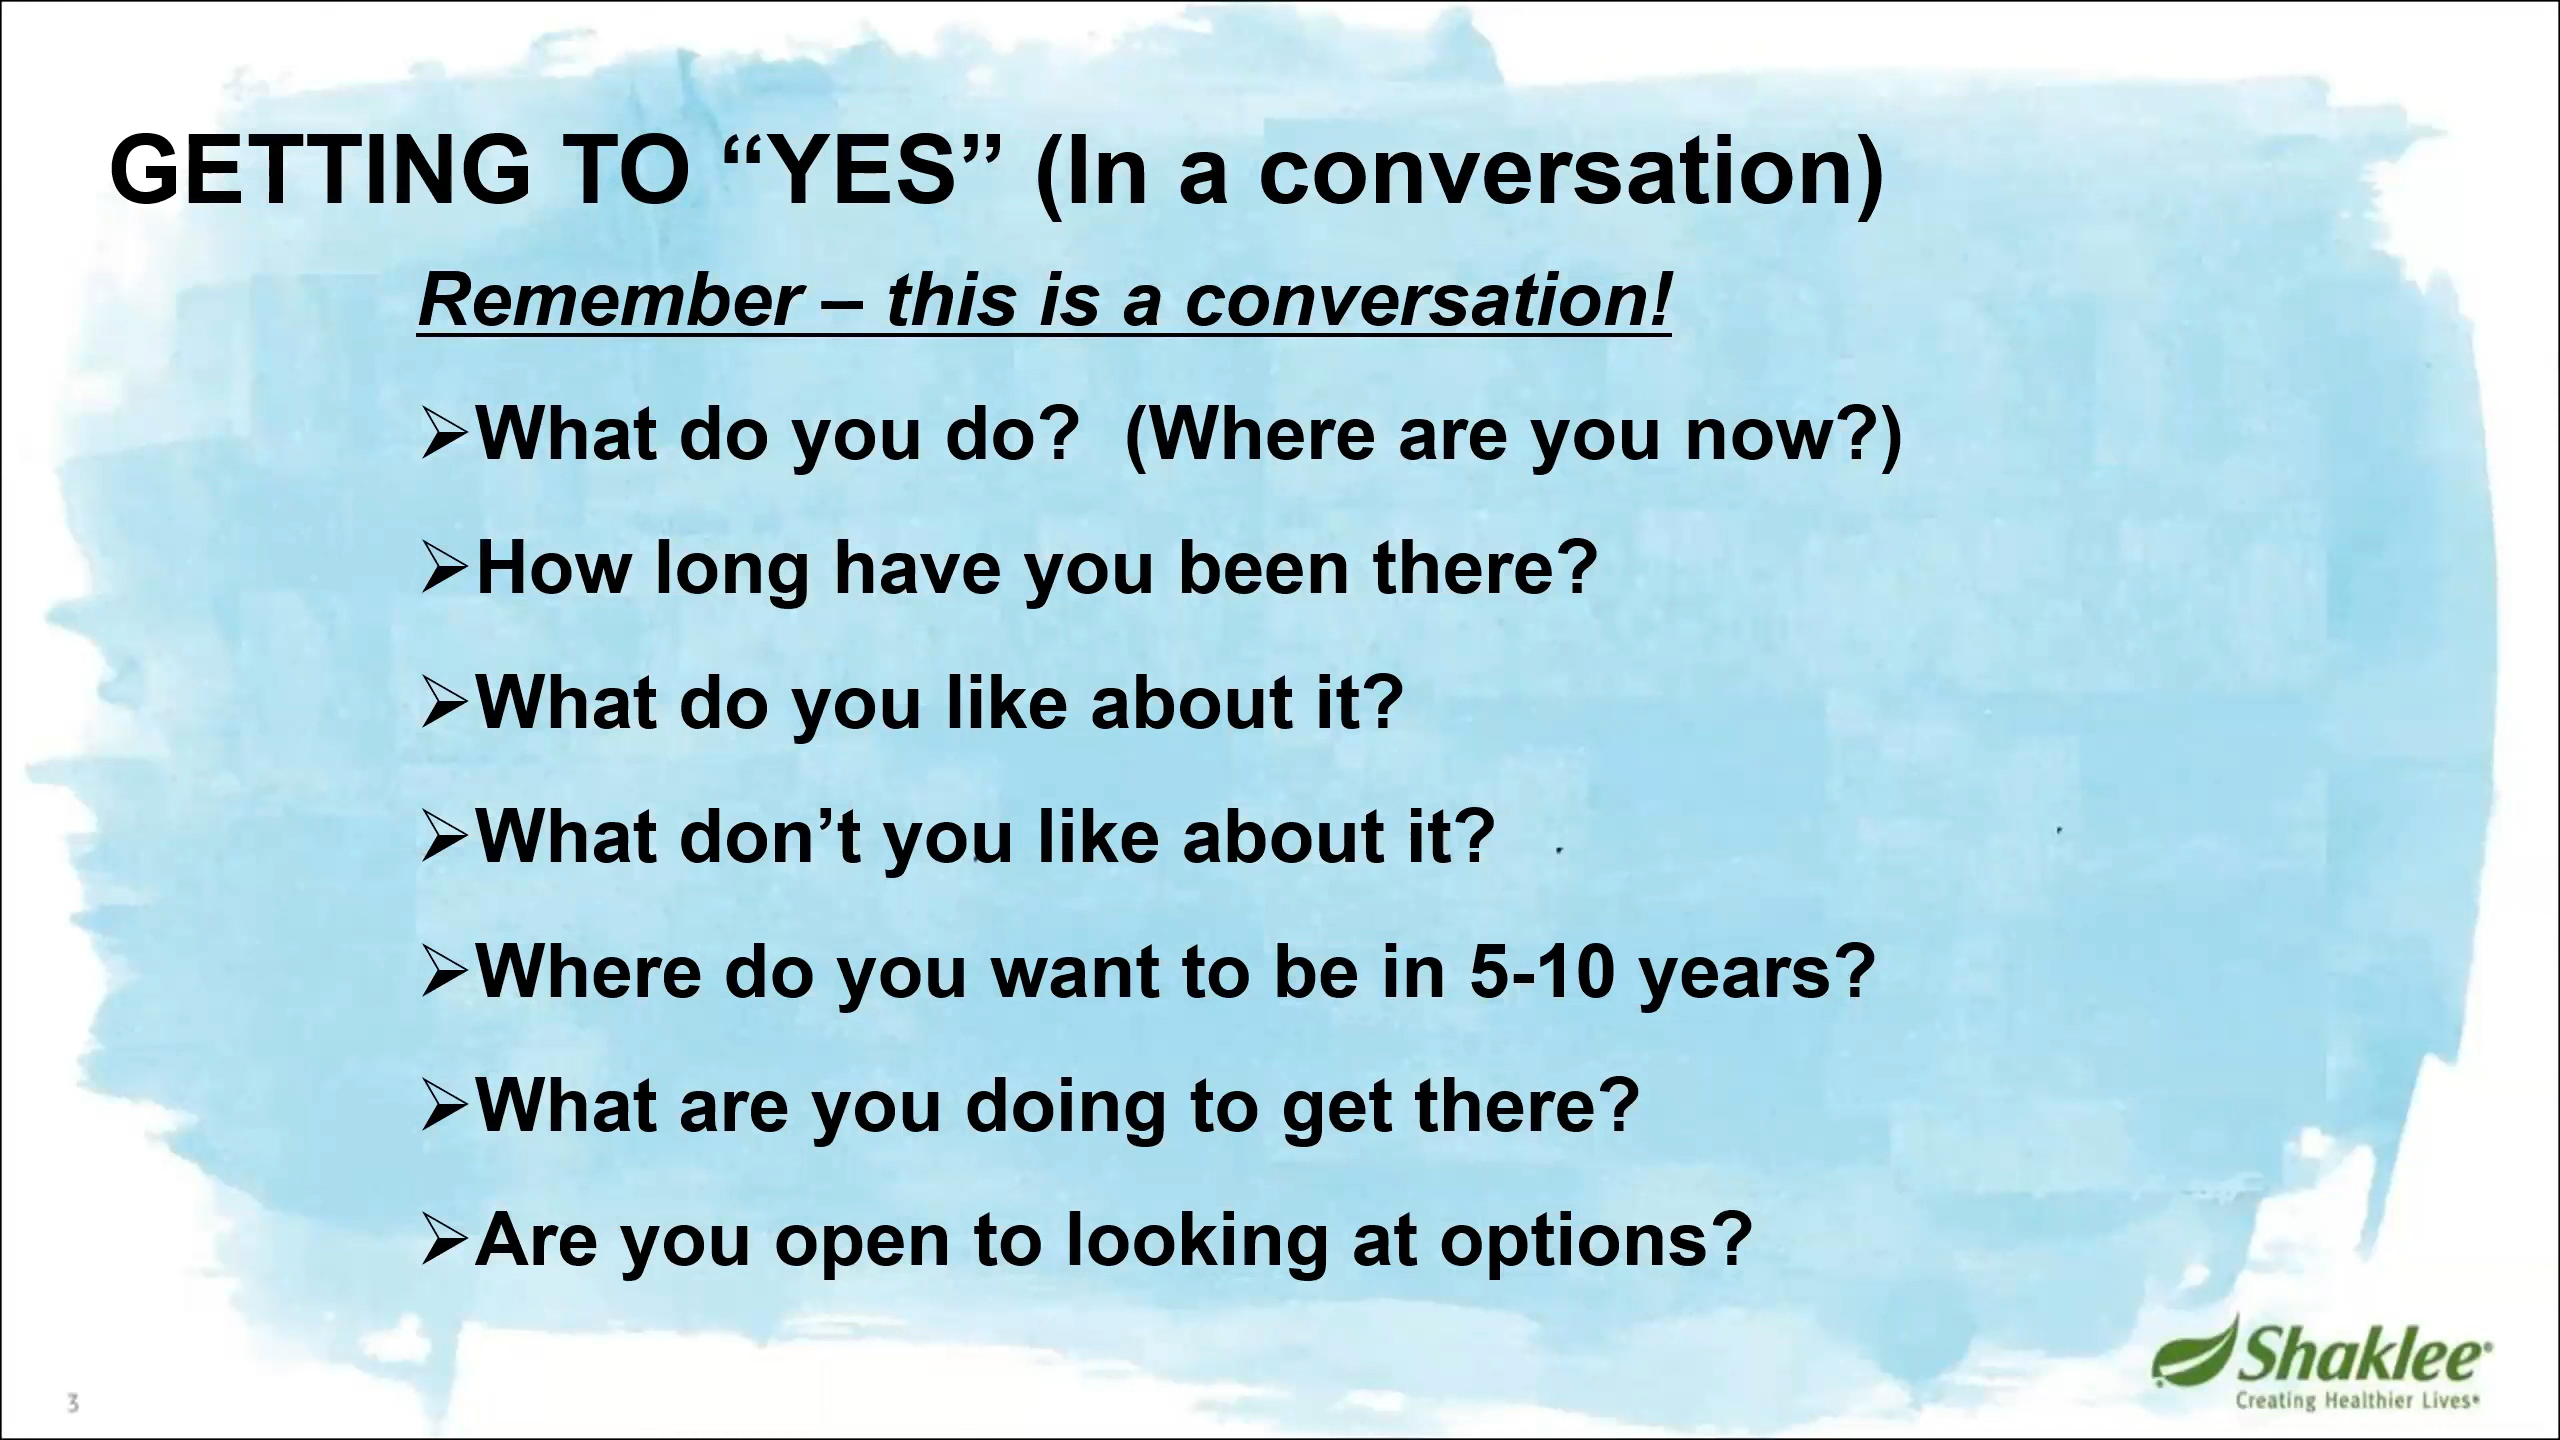 GETTING TO “YES” (In a conversation)
Remember – this is a conversation!
➢What do you do?  (Where are you now?)
➢How long have you been there?
➢What do you like about it?
➢What don’t you like about it?
➢Where do you want to be in 5-10 years?
➢What are you doing to get there?
➢Are you open to looking at options?
Shaklee®
Creating Healthier Lives®
3